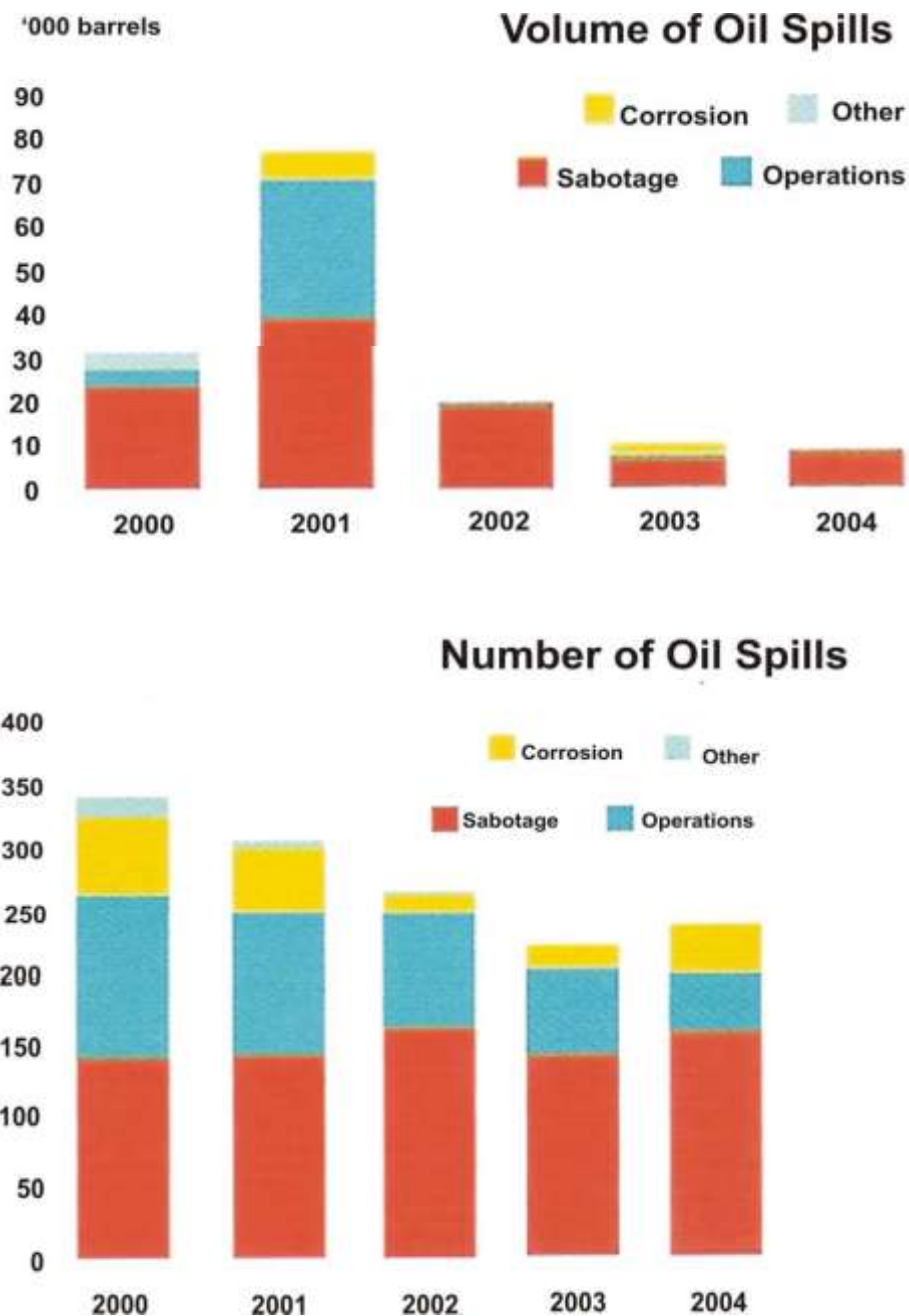 ‘000 barrels
Volume of Oil Spills
Corrosion Other
Sabotage Operations
90
80
70
60
50
40
30
20
10
0
2000 2001 2002 2003 2004
Number of Oil Spills
Corrosion Other
Sabotage Operations
400
350
300
250
200
150
100
50
0
2000 2001 2002 2003 2004